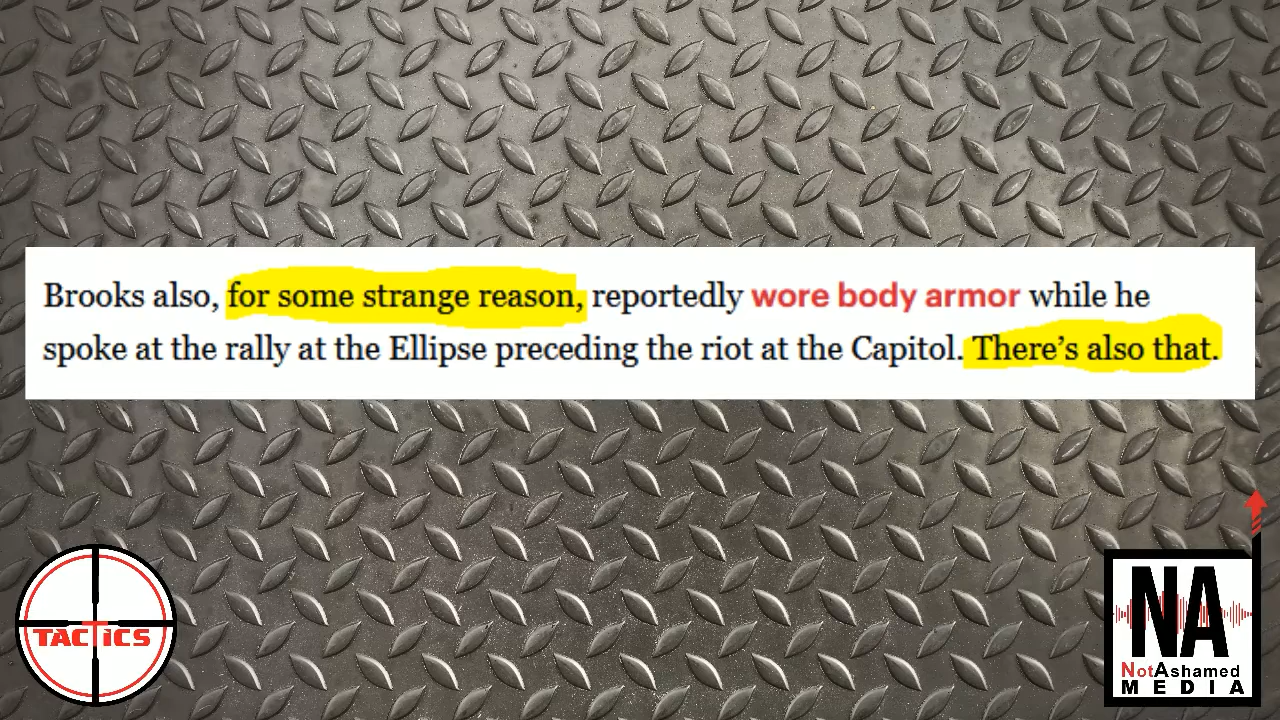 Brooks also, for some strange reason, reportedly wore body armor while he
spoke at the rally at the Ellipse preceding the riot at the Capitol. There’s also that.
TACTICS
NA
NotAshamed
MEDIA